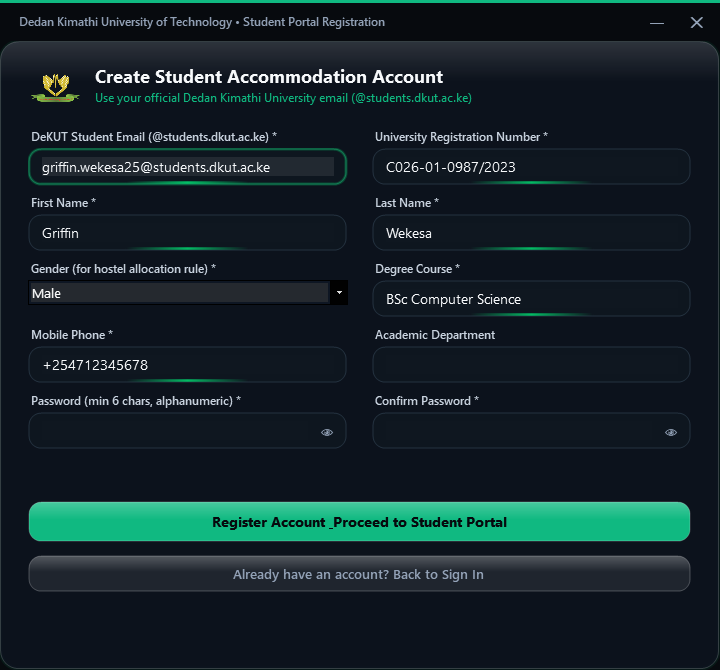 Dedan Kimathi University of Technology • Student Portal Registration
Create Student Accommodation Account
Use your official Dedan Kimathi University email (@students.dkut.ac.ke)
DeKUT Student Email (@students.dkut.ac.ke) *
University Registration Number *
griffin.wekesa25@students.dkut.ac.ke
C026-01-0987/2023
First Name *
Last Name *
Griffin
Wekesa
Gender (for hostel allocation rule) *
Degree Course *
Male
BSc Computer Science
Mobile Phone *
Academic Department
+254712345678
Password (min 6 chars, alphanumeric) *
Confirm Password *
Register Account _Proceed to Student Portal
Already have an account? Back to Sign In